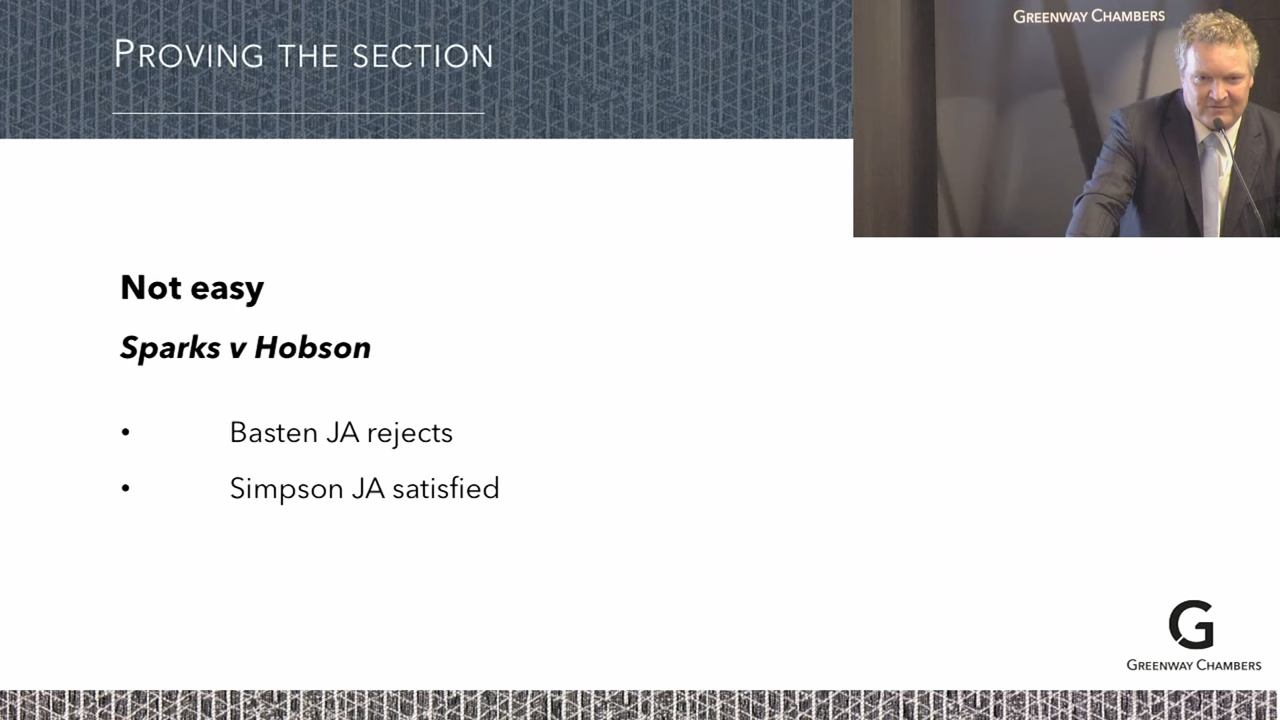 PROVING THE SECTION
GREENWAY CHAMBERS
Not easy
Sparks v Hobson
• Basten JA rejects
• Simpson JA satisfied
G
GREENWAY CHAMBERS